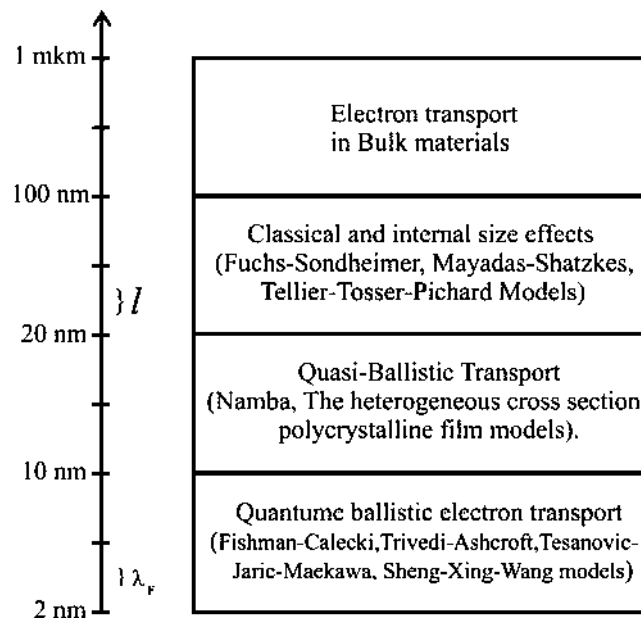 1 mkm
Electron transport
in Bulk materials
100 nm
Classical and internal size effects
(Fuchs-Sondheimer, Mayadas-Shatzkes,
Tellier-Tosser-Pichard Models)
} l
20 nm
Quasi-Ballistic Transport
(Namba, The heterogeneous cross section
polycrystalline film models).
10 nm
Quantume ballistic electron transport
(Fishman-Calecki,Trivedi-Ashcroft,Tesanovic-
Jaric-Maekawa, Sheng-Xing-Wang models)
} λF
2 nm